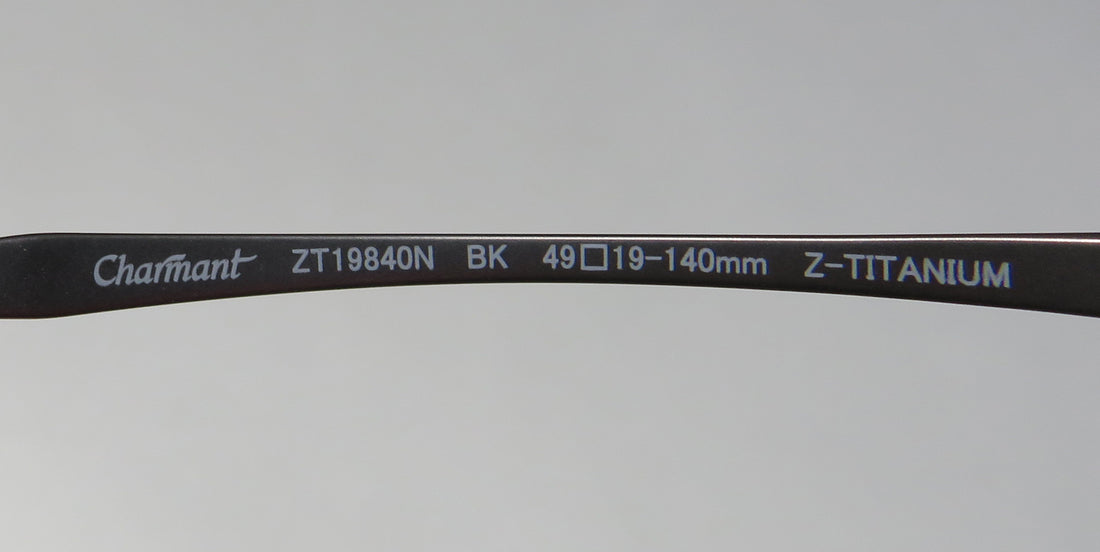 Charmant ZT19840N BK 49□19-140mm Z-TITANIUM